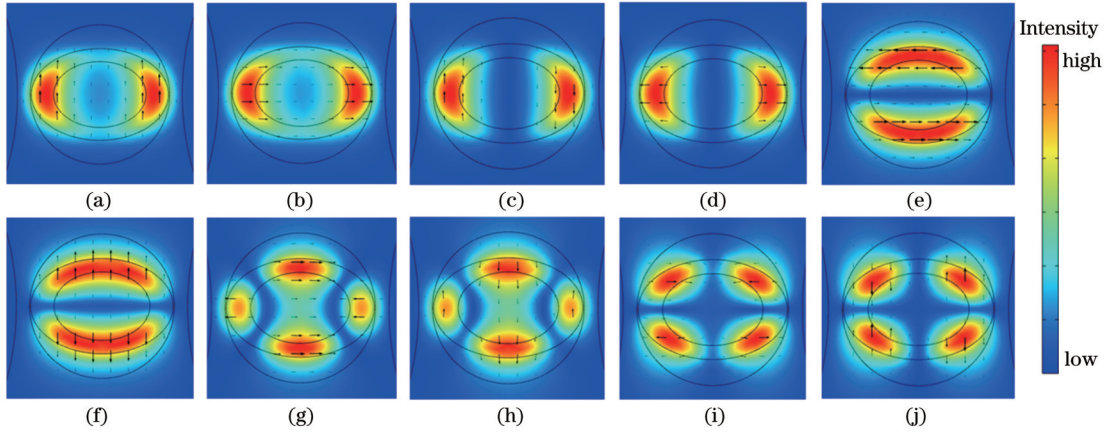 Intensity
high
(a) (b) (c) (d) (e)
low
(f) (g) (h) (i) (j)